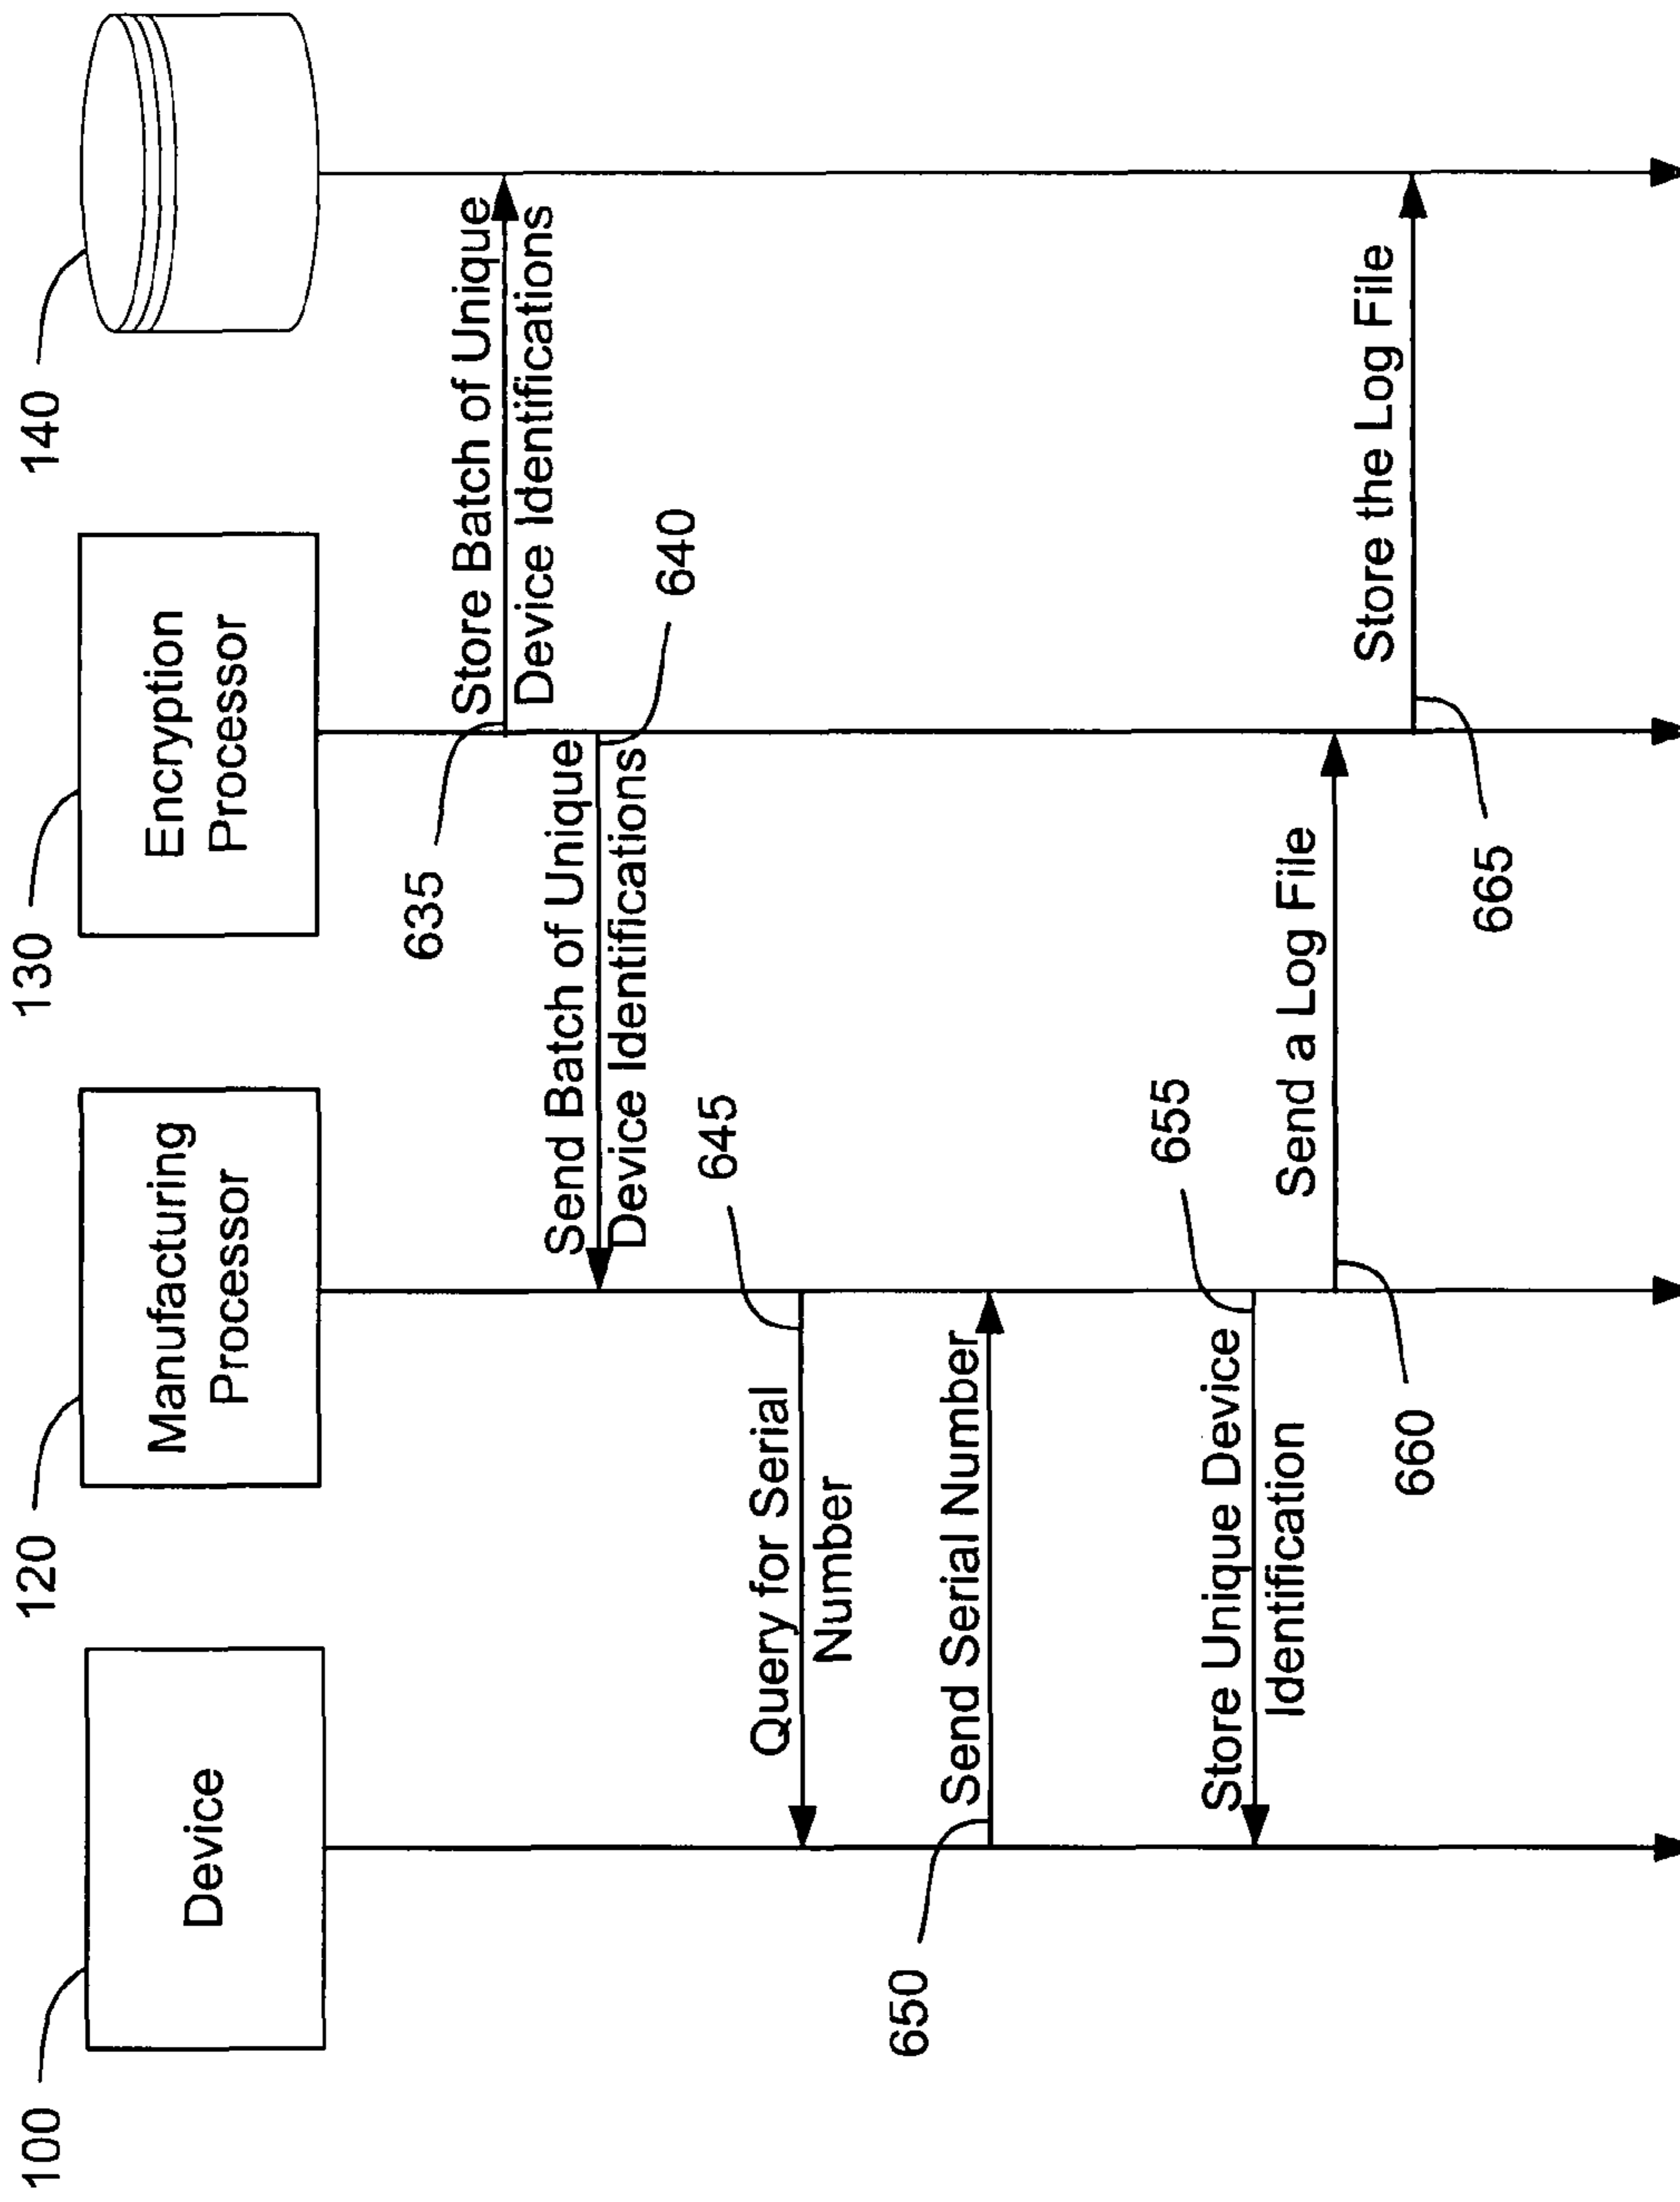 100
120
130
140
Device
Manufacturing
Processor
Encryption
Processor
635
Store Batch of Unique
Device Identifications
Send Batch of Unique
Device Identifications
640
645
Query for Serial
Number
650
Send Serial Number
655
Store Unique Device
Identification
Send a Log File
660
Store the Log File
665